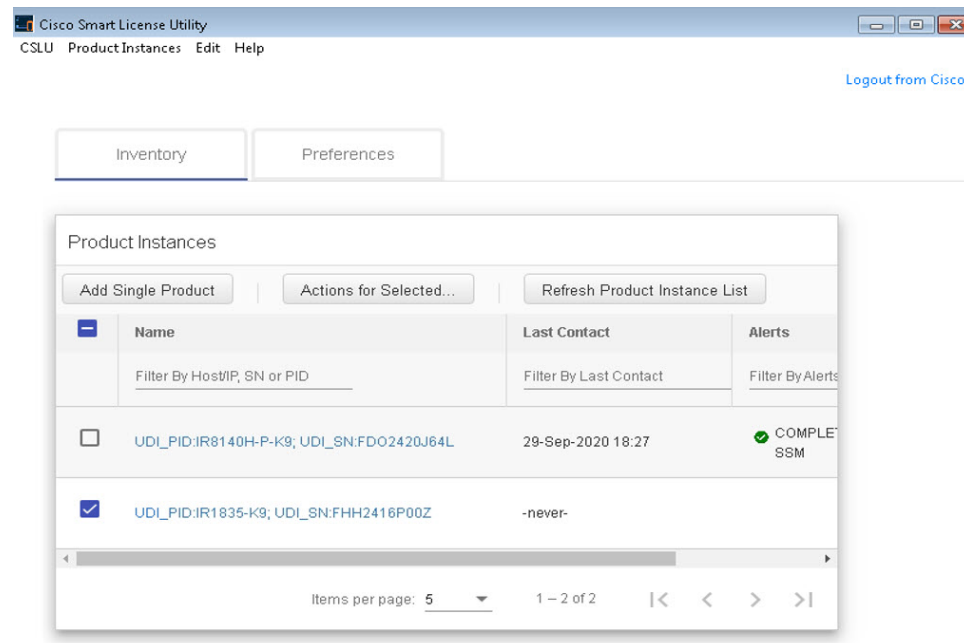 Cisco Smart License Utility
CSLU Product Instances Edit Help
Logout from Cisco
Inventory Preferences
Product Instances
Add Single Product Actions for Selected... Refresh Product Instance List
Name Last Contact Alerts
Filter By Host/IP, SN or PID Filter By Last Contact Filter By Alerts
UDI_PID:IR8140H-P-K9; UDI_SN:FDO2420J64L 29-Sep-2020 18:27 COMPLET
SSM
UDI_PID:IR1835-K9; UDI_SN:FHH2416P00Z -never-
Items per page: 5 1 – 2 of 2